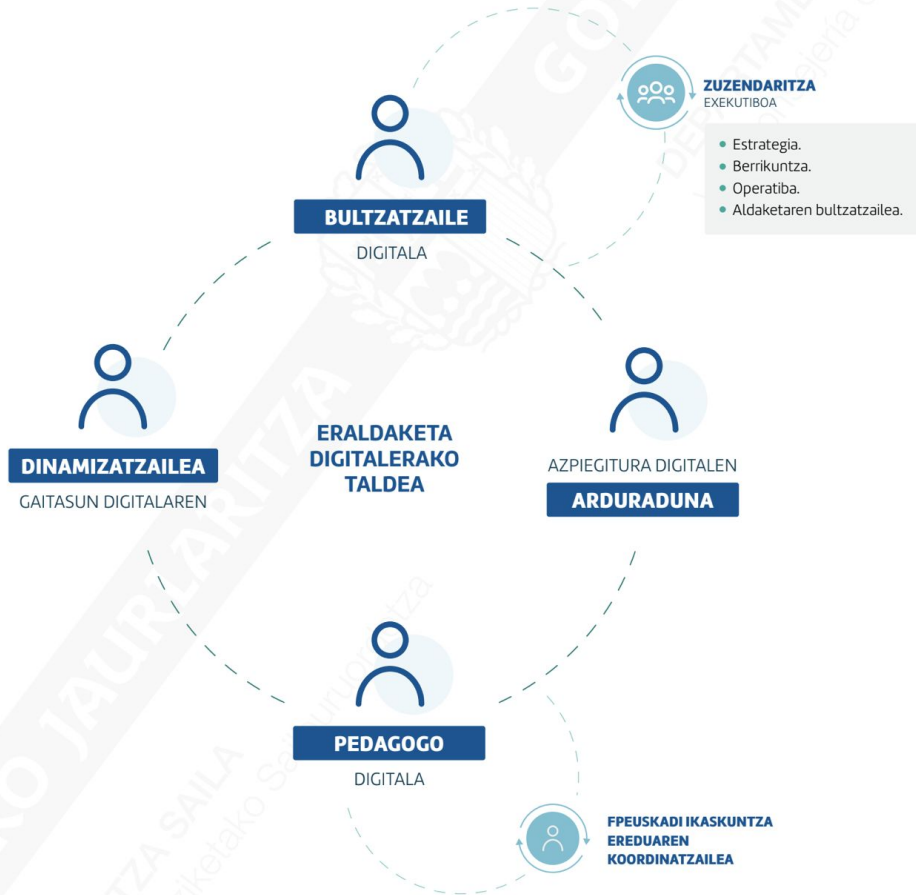 ZUZENDARITZA
EXEKUTIBOA
• Estrategia.
• Berrikuntza.
• Operatiba.
• Aldaketaren bultzatzailea.
BULTZATZAILE
DIGITALA
DINAMIZATZAILEA
GAITASUN DIGITALAREN
ERALDAKETA
DIGITALERAKO
TALDEA
AZPIEGITURA DIGITALEN
ARDURADUNA
PEDAGOGO
DIGITALA
FPEUSKADI IKASKUNTZA
EREDUAREN
KOORDINATZAILEA